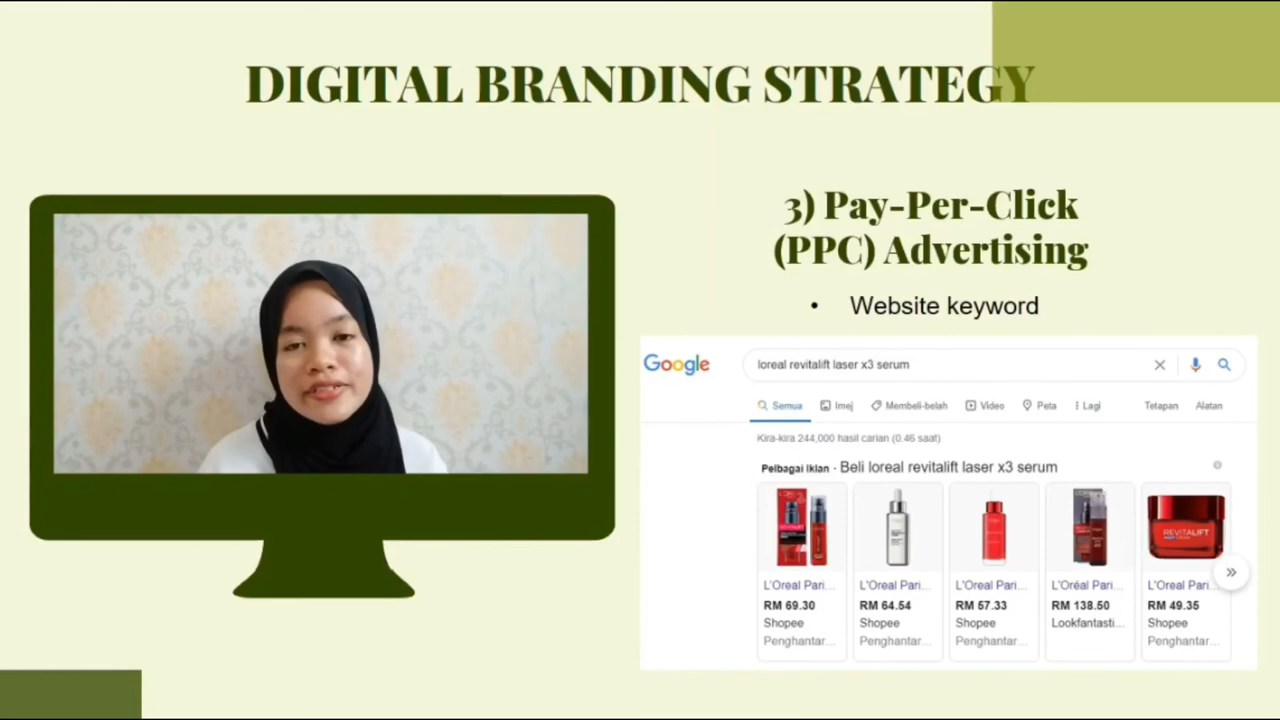 DIGITAL BRANDING STRATEGY
3) Pay-Per-Click
(PPC) Advertising
• Website keyword
Google
loreal revitalift laser x3 serum
Semua Imej Membeli-belah Video Peta Lagi Tetapan Alatan
Kira-kira 244,000 hasil carian (0.46 saat)
Pelbagai Iklan · Beli loreal revitalift laser x3 serum
REVITALIFT
L'Oreal Pari... L'Oreal Pari... L'Oreal Pari... L'Oréal Pari... L'Oreal Pari...
RM 69.30 RM 64.54 RM 57.33 RM 138.50 RM 49.35
Shopee Shopee Shopee Lookfantasti... Shopee
Penghantar... Penghantar... Penghantar... Penghantar...